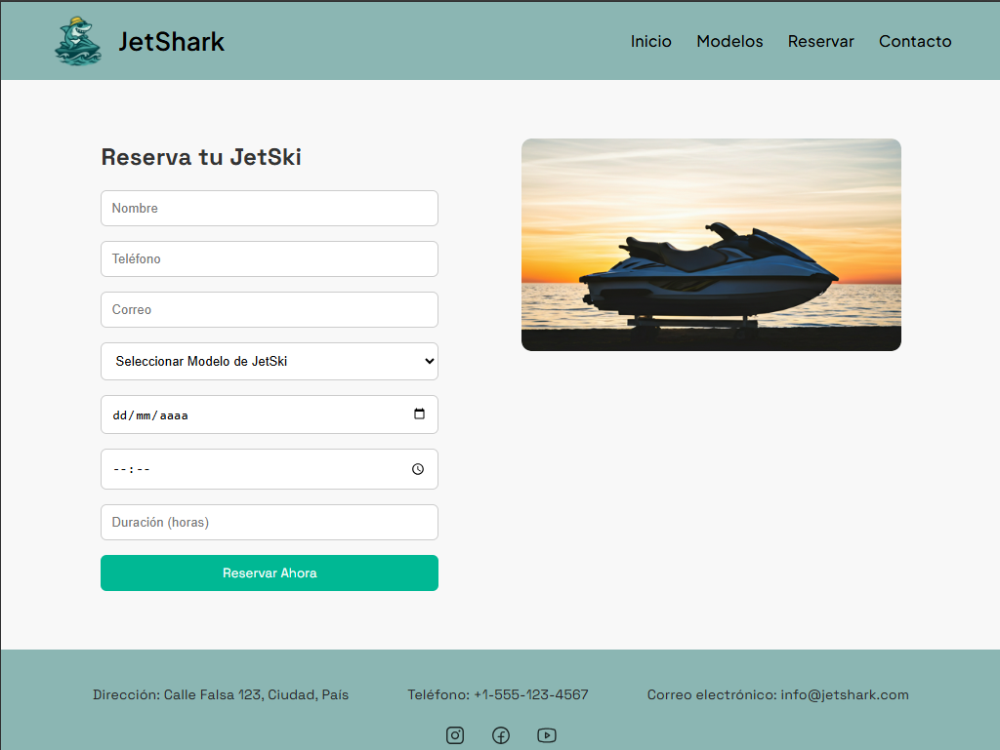 JetShark
Inicio Modelos Reservar Contacto
Reserva tu JetSki
Nombre
Teléfono
Correo
Seleccionar Modelo de JetSki
dd/mm/aaaa
--:--
Duración (horas)
Reservar Ahora
Dirección: Calle Falsa 123, Ciudad, País
Teléfono: +1-555-123-4567
Correo electrónico: info@jetshark.com